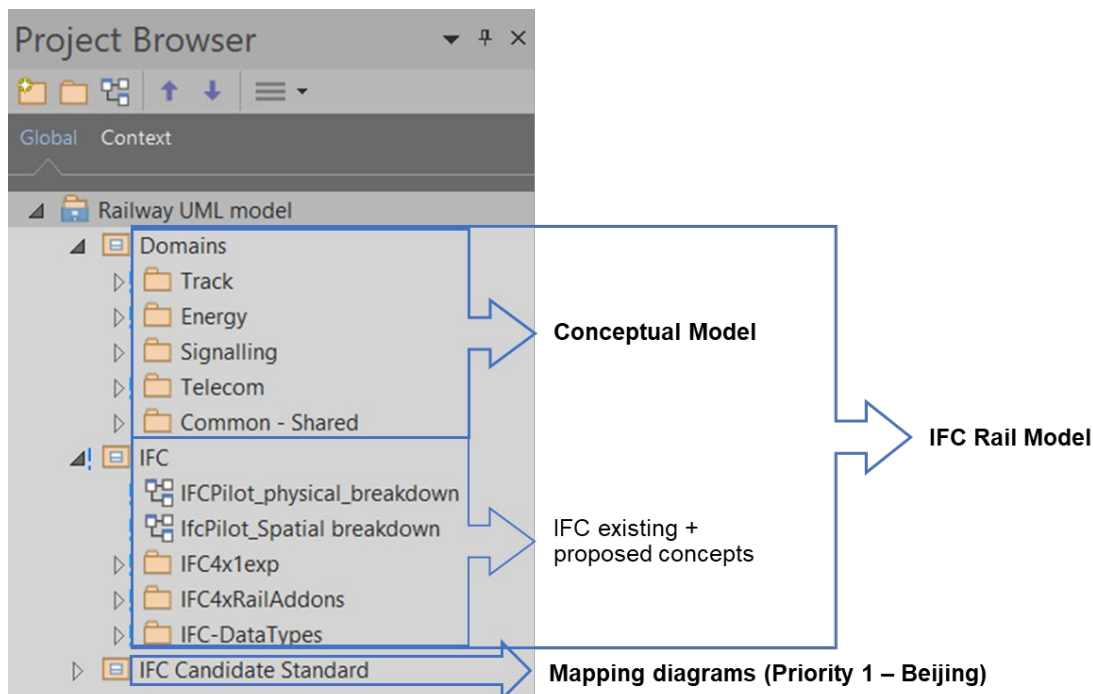 Project Browser
Global Context
Railway UML model
Domains
Track
Energy
Signalling
Telecom
Common - Shared
IFC
IFCPilot_physical_breakdown
IfcPilot_Spatial breakdown
IFC4x1exp
IFC4xRailAddons
IFC-DataTypes
IFC Candidate Standard
Conceptual Model
IFC existing +
proposed concepts
Mapping diagrams (Priority 1 – Beijing)
IFC Rail Model